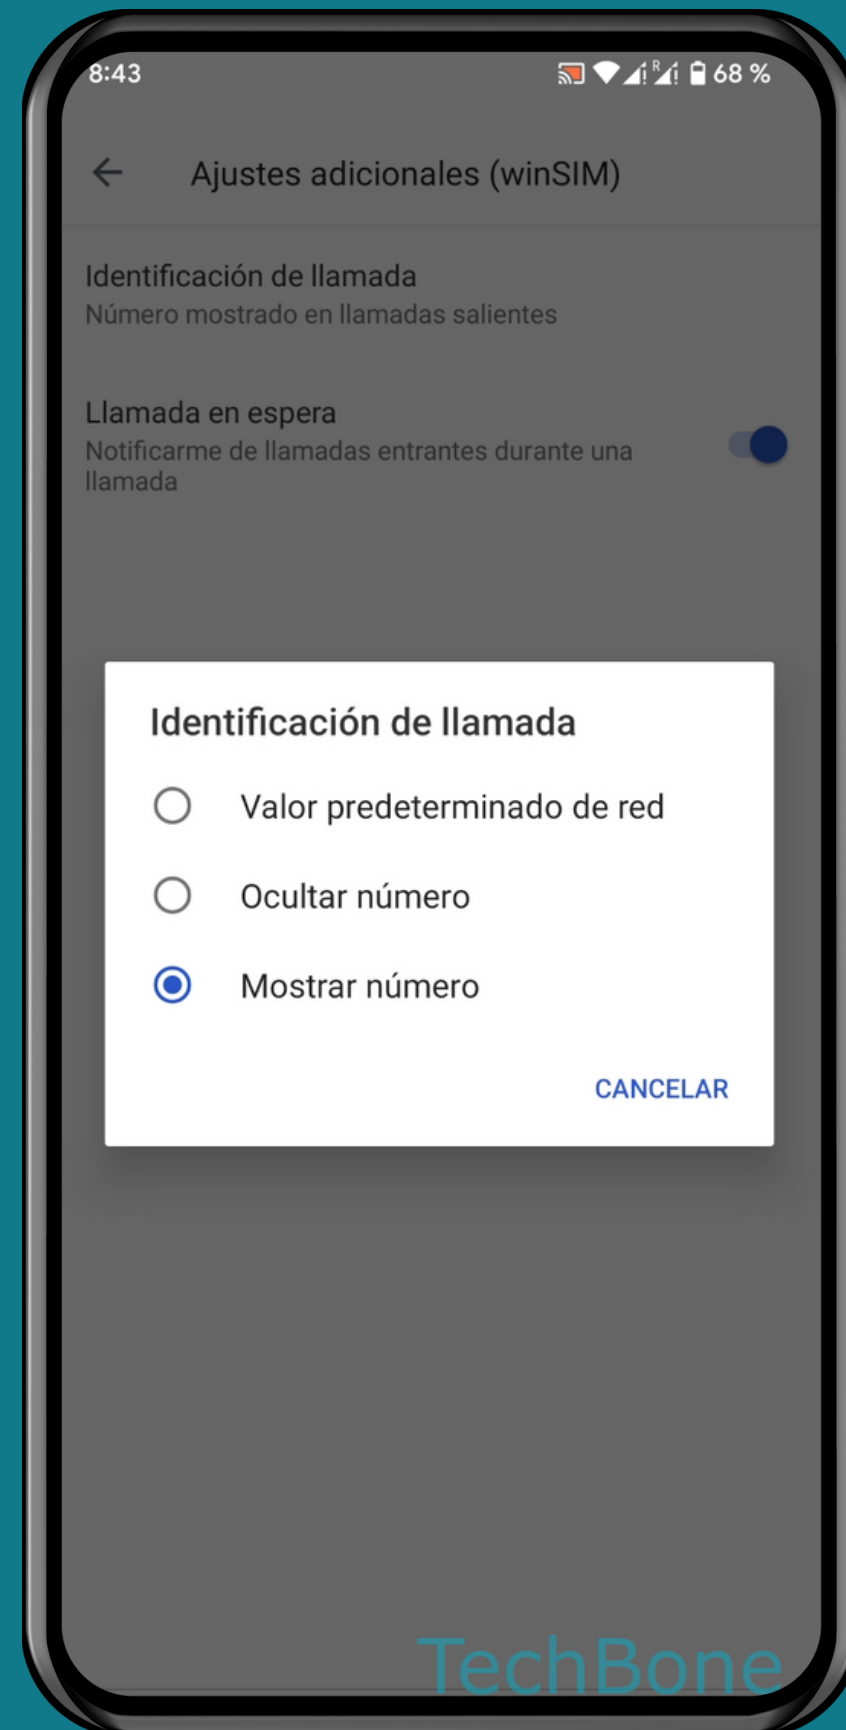 8:43
R
68 %
Ajustes adicionales (winSIM)
Identificación de llamada
Número mostrado en llamadas salientes
Llamada en espera
Notificarme de llamadas entrantes durante una
llamada
Identificación de llamada
Valor predeterminado de red
Ocultar número
Mostrar número
CANCELAR
TechBone